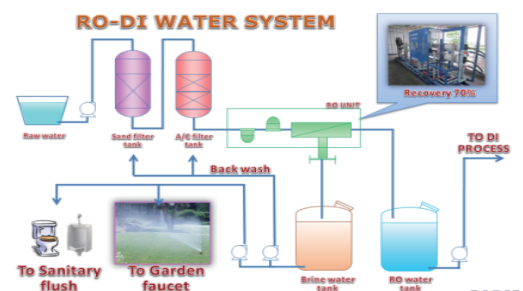 RO-DI WATER SYSTEM
Recovery 70%
RO UNIT
Raw water
Sand filter
tank
A/C filter
tank
TO DI
PROCESS
Back wash
To Sanitary
flush
To Garden
faucet
Brine water
tank
RO water
tank